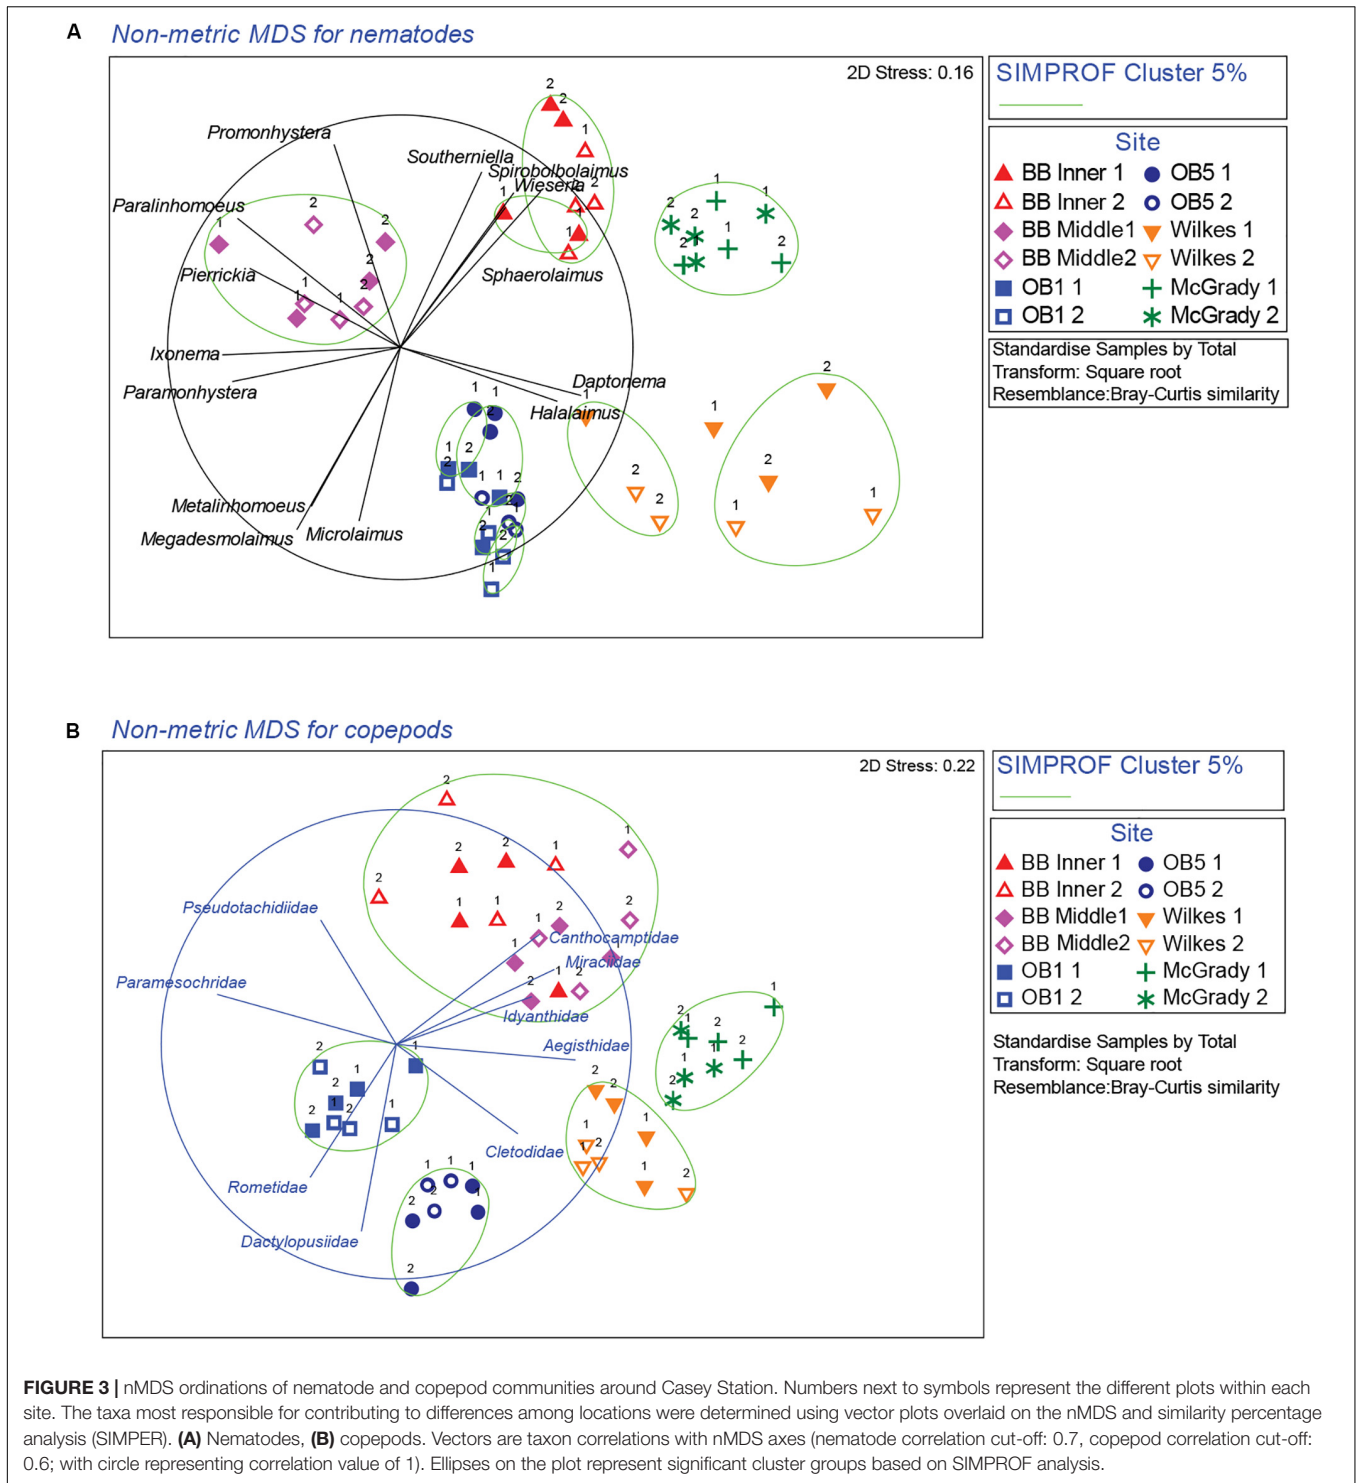 A Non-metric MDS for nematodes
2D Stress: 0.16
SIMPROF Cluster 5%
Site
BB Inner 1 OB5 1
BB Inner 2 OB5 2
BB Middle1 Wilkes 1
BB Middle2 Wilkes 2
OB1 1 McGrady 1
OB1 2 McGrady 2
Standardise Samples by Total
Transform: Square root
Resemblance:Bray-Curtis similarity
Promonhystera
Southerniella
Spirobolbolaimus
Wieseria
Paralinhomoeus
Pierrickia
Sphaerolaimus
Ixonema
Paramonhystera
Daptonema
Halalaimus
Metalinhomoeus
Megadesmolaimus
Microlaimus
B Non-metric MDS for copepods
2D Stress: 0.22
SIMPROF Cluster 5%
Site
BB Inner 1 OB5 1
BB Inner 2 OB5 2
BB Middle1 Wilkes 1
BB Middle2 Wilkes 2
OB1 1 McGrady 1
OB1 2 McGrady 2
Standardise Samples by Total
Transform: Square root
Resemblance:Bray-Curtis similarity
Pseudotachidiidae
Canthocamptidae
Miraciidae
Paramesochridae
Idyanthidae
Aegisthidae
Cletodidae
Rometidae
Dactylopusiidae
FIGURE 3 | nMDS ordinations of nematode and copepod communities around Casey Station. Numbers next to symbols represent the different plots within each
site. The taxa most responsible for contributing to differences among locations were determined using vector plots overlaid on the nMDS and similarity percentage
analysis (SIMPER). (A) Nematodes, (B) copepods. Vectors are taxon correlations with nMDS axes (nematode correlation cut-off: 0.7, copepod correlation cut-off:
0.6; with circle representing correlation value of 1). Ellipses on the plot represent significant cluster groups based on SIMPROF analysis.